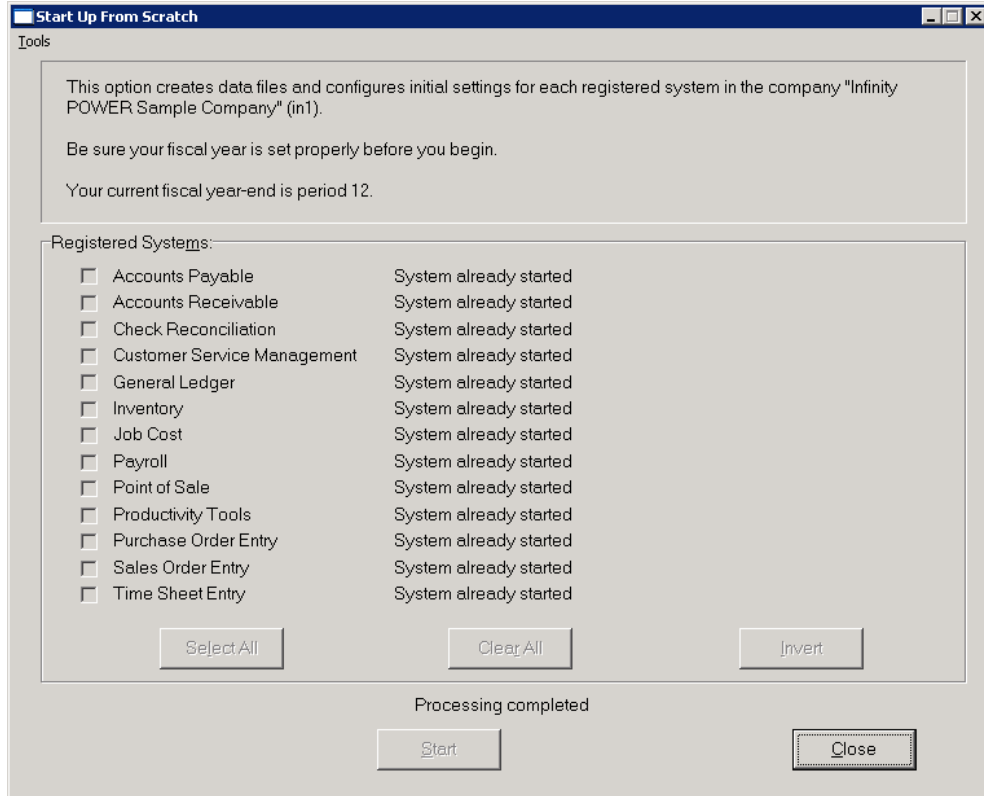 Start Up From Scratch
Tools
This option creates data files and configures initial settings for each registered system in the company "Infinity
POWER Sample Company" (in1).
Be sure your fiscal year is set properly before you begin.
Your current fiscal year-end is period 12.
Registered Systems:
Accounts Payable System already started
Accounts Receivable System already started
Check Reconciliation System already started
Customer Service Management System already started
General Ledger System already started
Inventory System already started
Job Cost System already started
Payroll System already started
Point of Sale System already started
Productivity Tools System already started
Purchase Order Entry System already started
Sales Order Entry System already started
Time Sheet Entry System already started
Select All Clear All Invert
Processing completed
Start Close